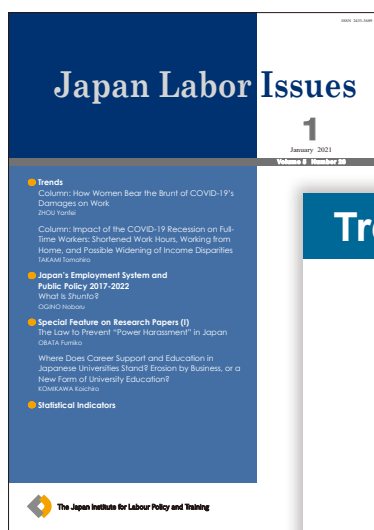 Japan Labor Issues
1
January 2021
Volume 5 Number 28
Trends
Column: How Women Bear the Brunt of COVID-19's
Damages on Work
ZHOU Yanfei
Column: Impact of the COVID-19 Recession on Full-
Time Workers: Shortened Work Hours, Working from
Home, and Possible Widening of Income Disparities
TAKAMI Tomohiro
Japan's Employment System and
Public Policy 2017-2022
What Is Shunto?
OGINO Noboru
Special Feature on Research Papers (I)
The Law to Prevent "Power Harassment" in Japan
OBATA Fumiko
Where Does Career Support and Education in
Japanese Universities Stand? Erosion by Business, or a
New Form of University Education?
KOMIKAWA Koichiro
Statistical Indicators
The Japan Institute for Labour Policy and Training